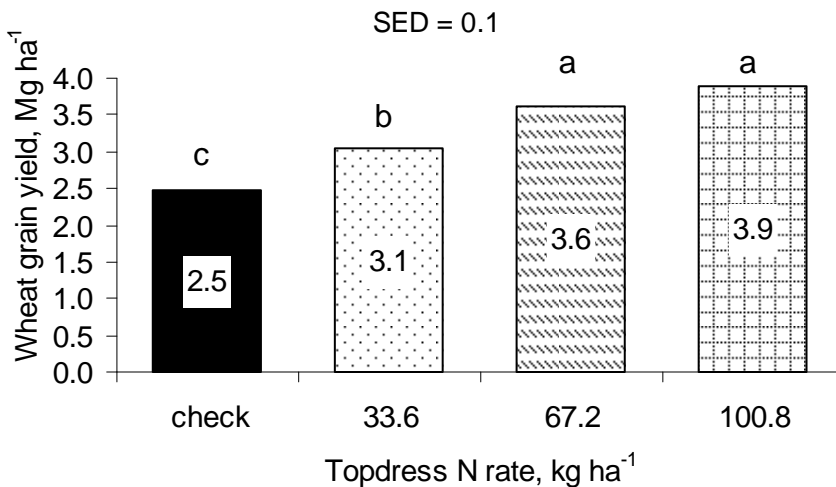 SED = 0.1
Wheat grain yield, Mg ha⁻¹
4.0
3.5
3.0
2.5
2.0
1.5
1.0
0.5
0.0
c
b
a
a
2.5
3.1
3.6
3.9
check 33.6 67.2 100.8
Topdress N rate, kg ha⁻¹